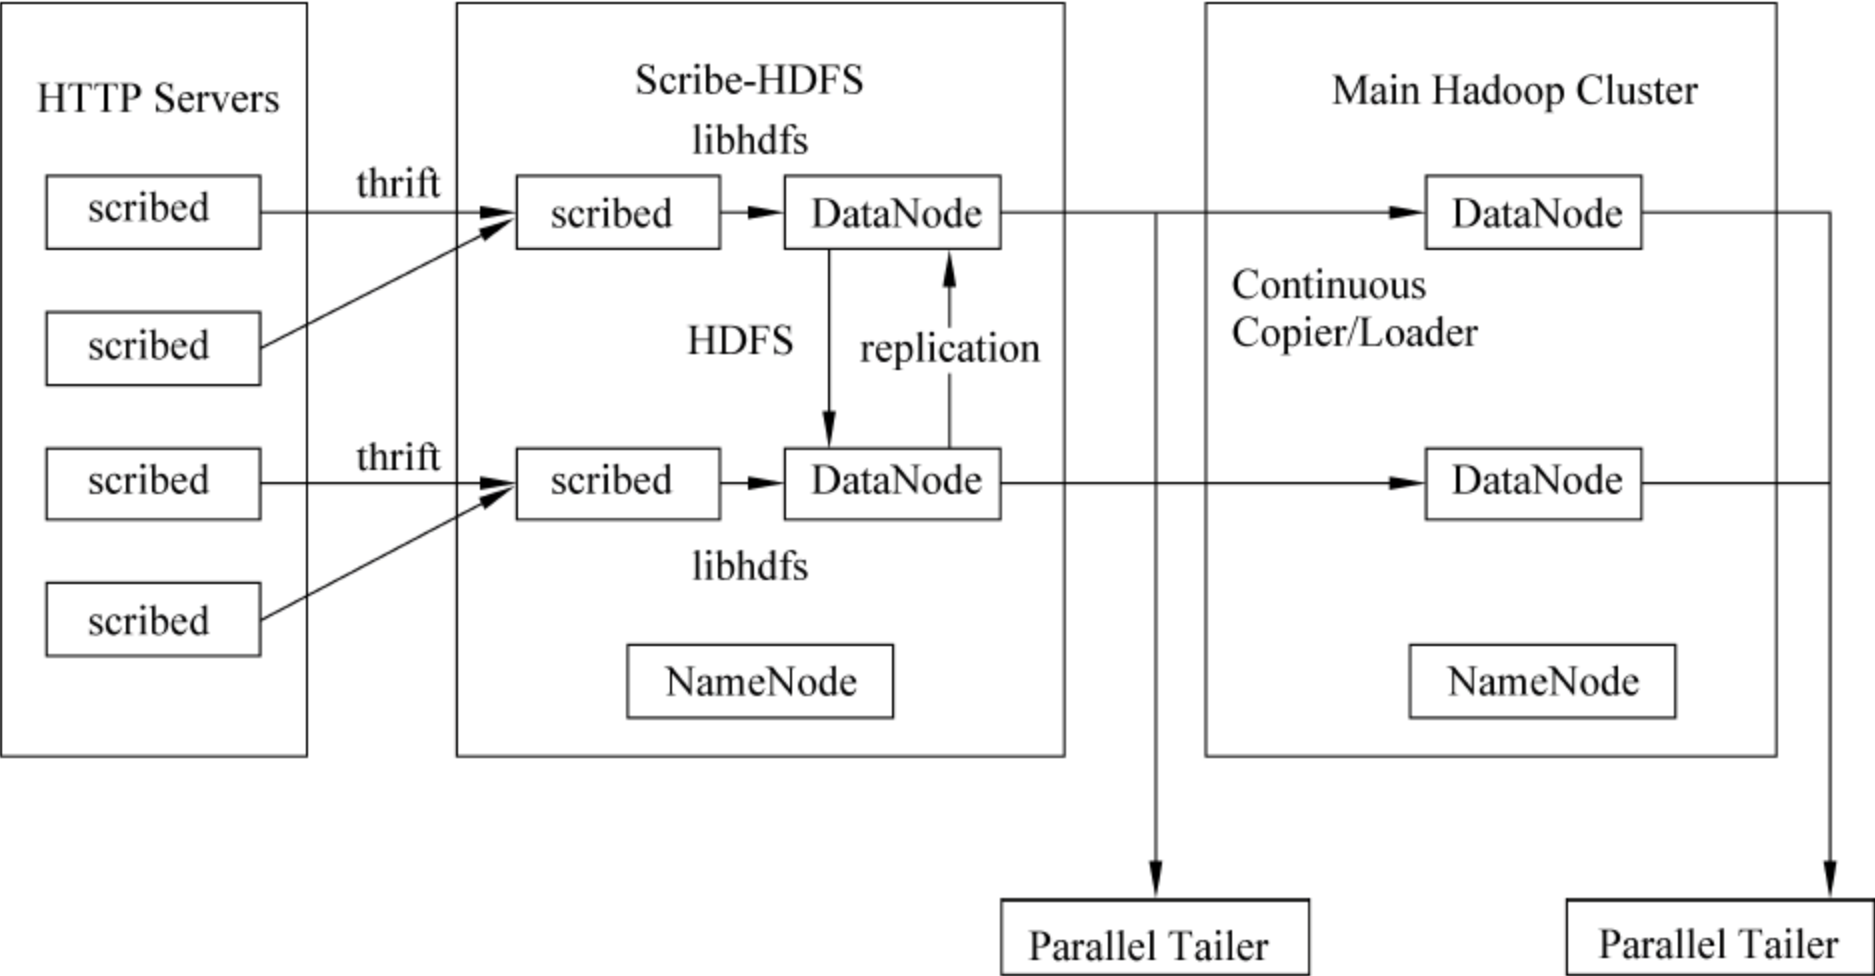 HTTP Servers
scribed
scribed
scribed
scribed
thrift
thrift
Scribe-HDFS
libhdfs
scribed
DataNode
HDFS
replication
scribed
DataNode
libhdfs
NameNode
Main Hadoop Cluster
DataNode
Continuous
Copier/Loader
DataNode
NameNode
Parallel Tailer
Parallel Tailer